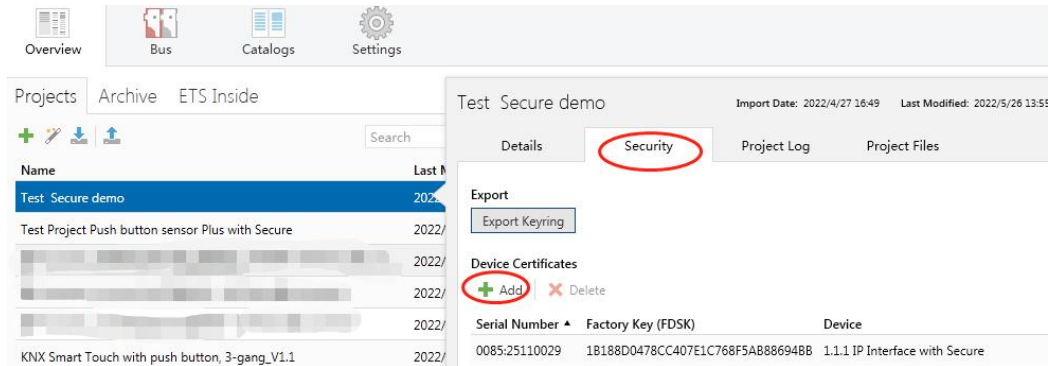 Overview Bus Catalogs Settings
Projects Archive ETS Inside
Search
Name Last M
Test Secure demo 2022
Test Project Push button sensor Plus with Secure 2022/
2022/
2022/
2022/
KNX Smart Touch with push button, 3-gang_V1.1 2022/
Test Secure demo Import Date: 2022/4/27 16:49 Last Modified: 2022/5/26 13:55
Details Security Project Log Project Files
Export
Export Keyring
Device Certificates
Add Delete
Serial Number Factory Key (FDSK) Device
0085:25110029 1B188D0478CC407E1C768F5AB88694BB 1.1.1 IP Interface with Secure